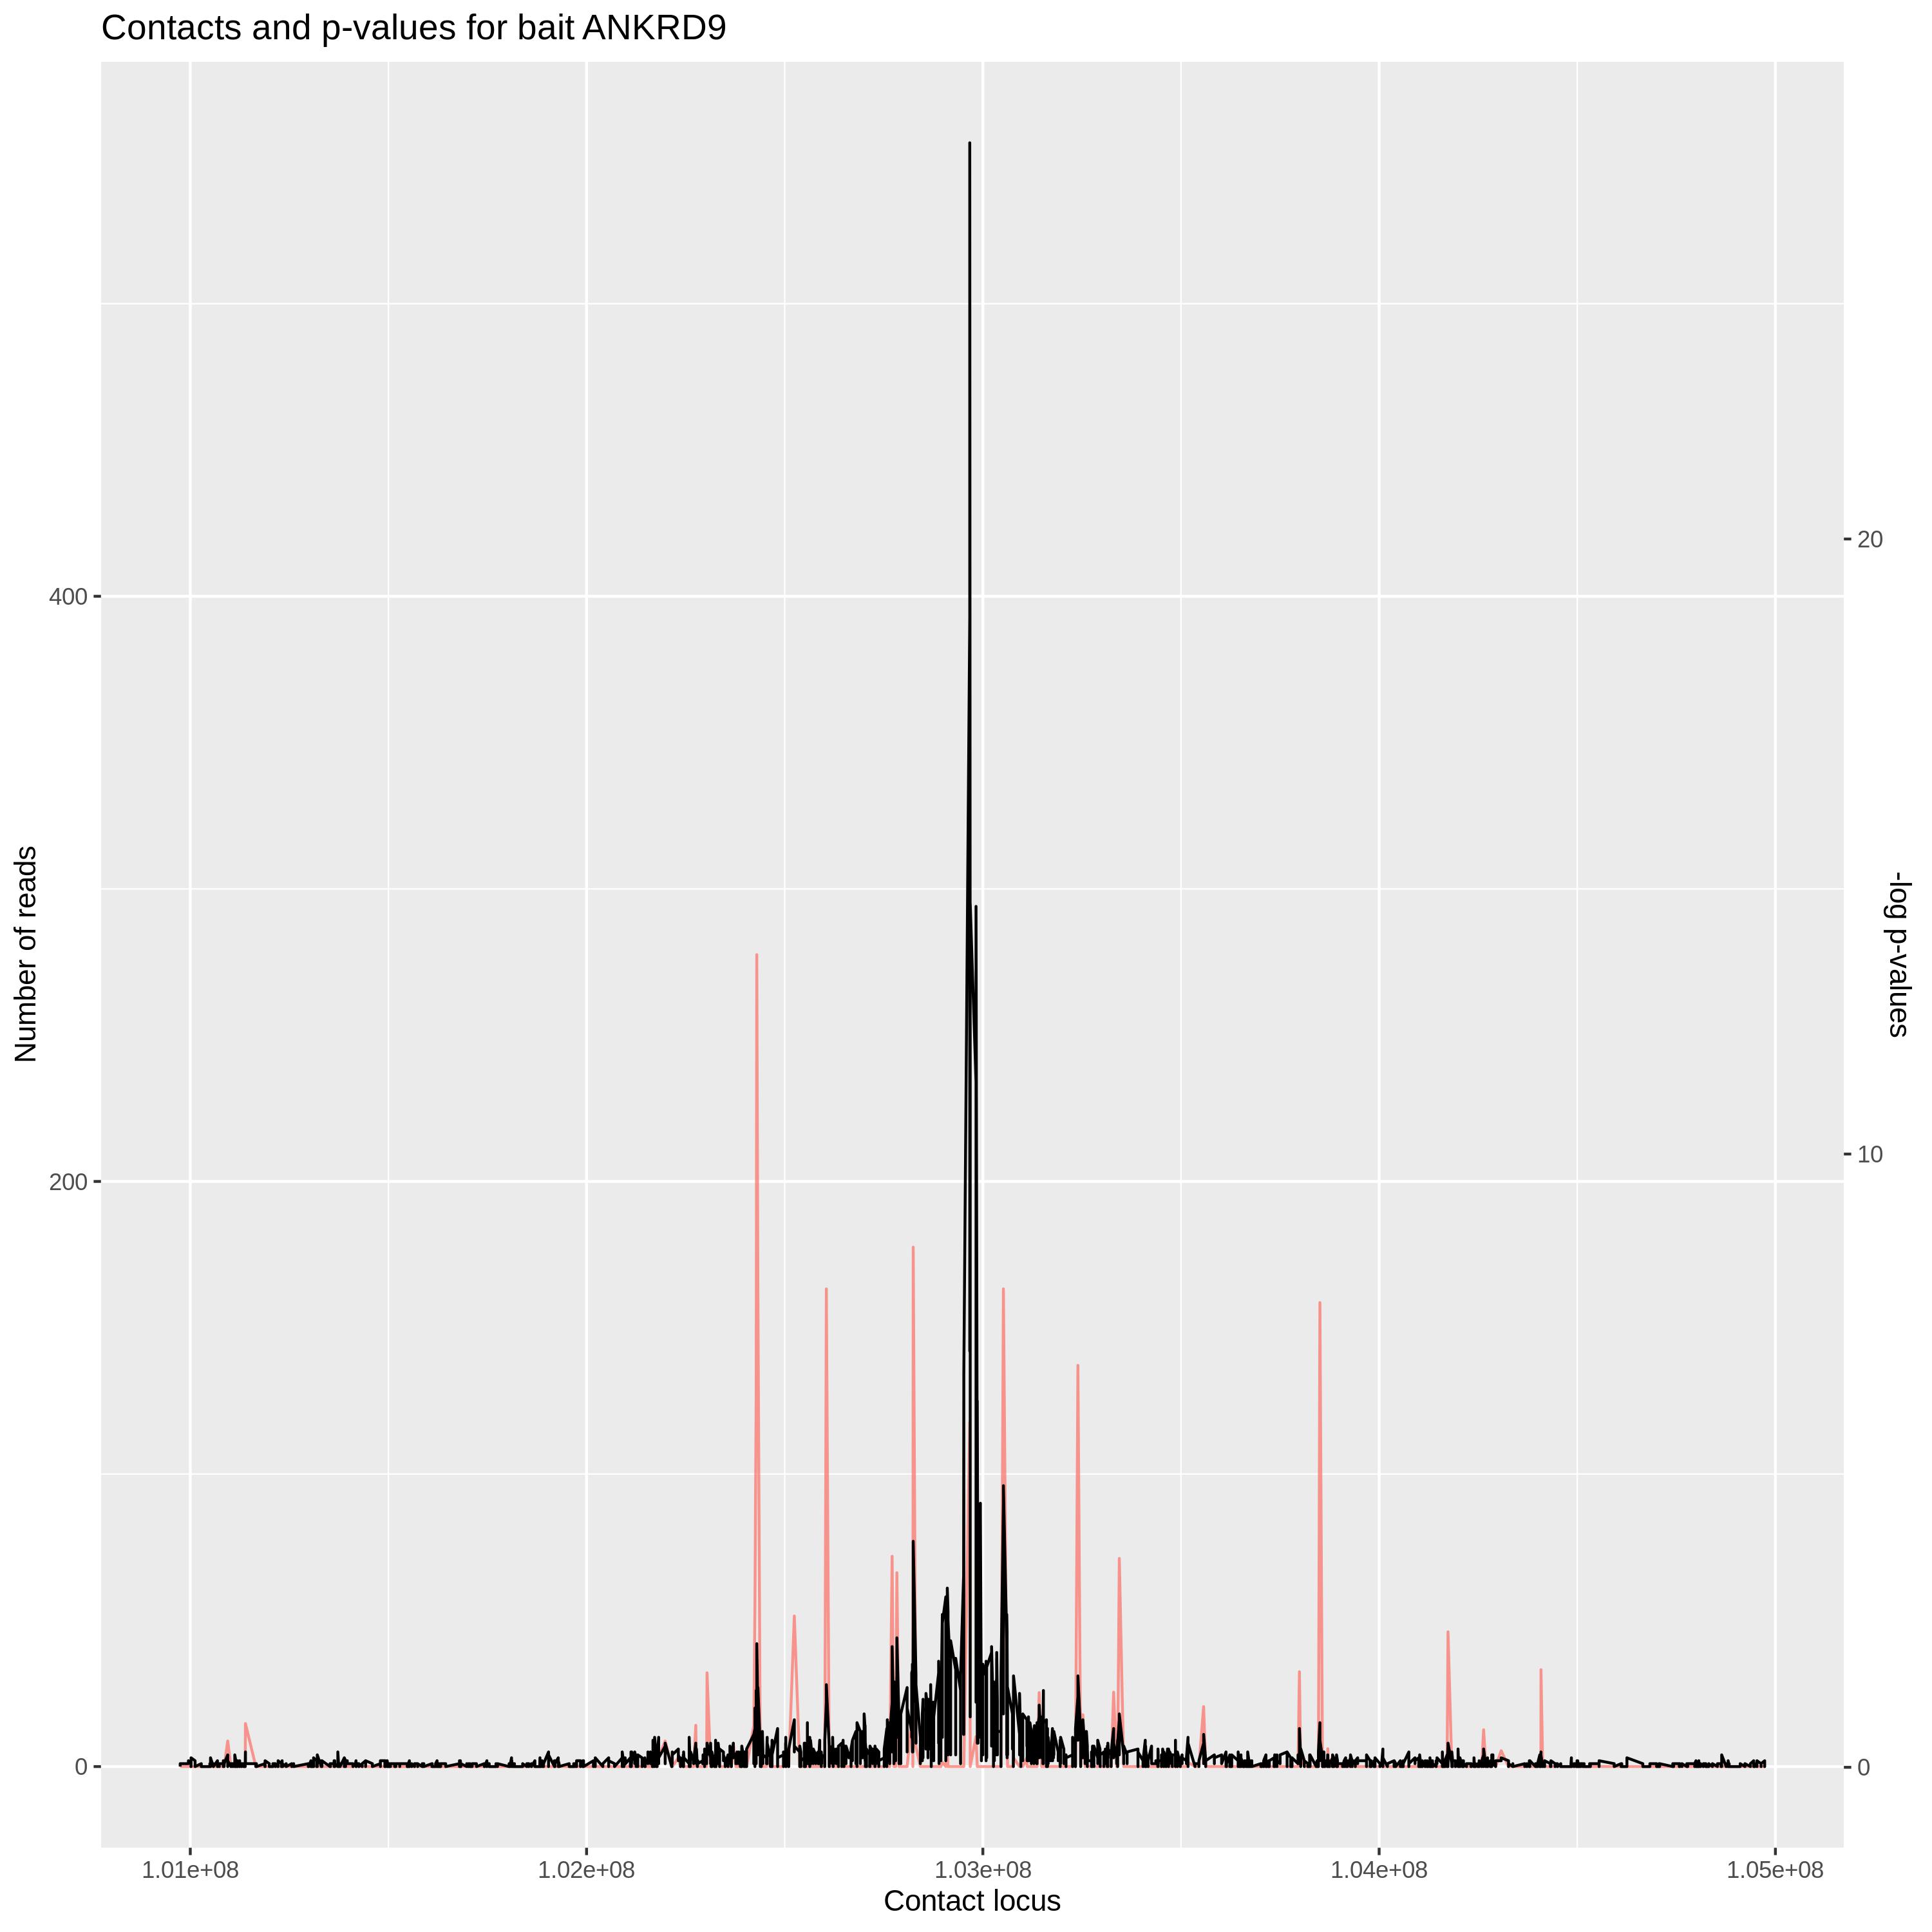 Contacts and p-values for bait ANKRD9
Number of reads
400
200
0
20
10
0
-log p-values
1.01e+08 1.02e+08 1.03e+08 1.04e+08 1.05e+08
Contact locus